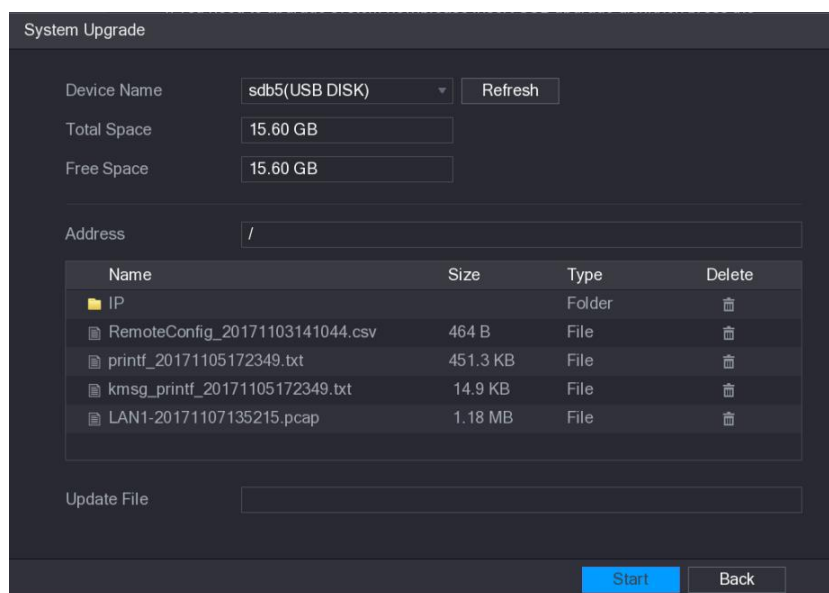 System Upgrade
Device Name sdb5(USB DISK) Refresh
Total Space 15.60 GB
Free Space 15.60 GB
Address /
Name Size Type Delete
IP Folder
RemoteConfig_20171103141044.csv 464 B File
printf_20171105172349.txt 451.3 KB File
kmsg_printf_20171105172349.txt 14.9 KB File
LAN1-20171107135215.pcap 1.18 MB File
Update File
Start Back